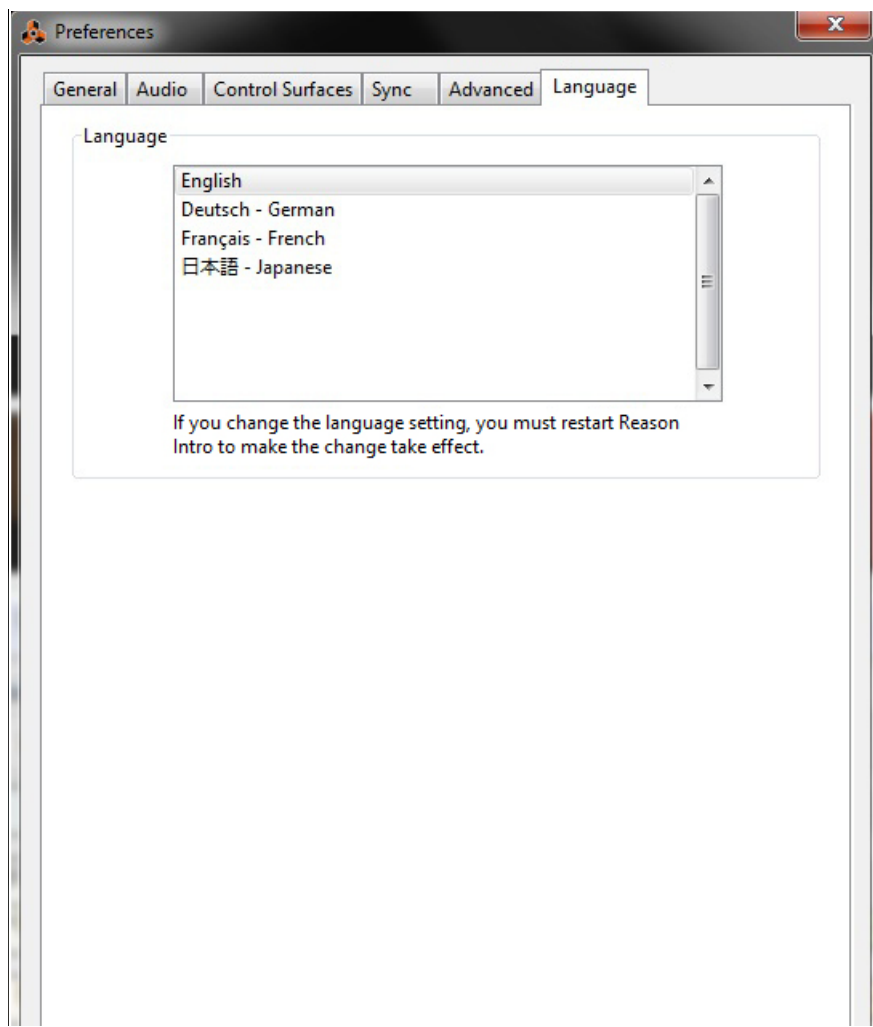 Preferences
General Audio Control Surfaces Sync Advanced Language
Language
English
Deutsch - German
Français - French
日本語 - Japanese
If you change the language setting, you must restart Reason
Intro to make the change take effect.